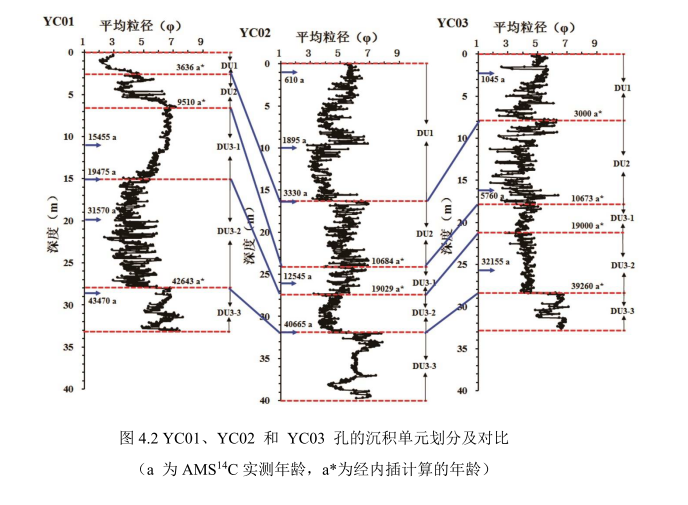 YC01
平均粒径（φ）
1 3 5 7 9
0
5
10
15
20
25
30
35
40
深度（m）
3636 a*
9510 a*
15455 a
19475 a
31570 a
42643 a*
43470 a
DU1
DU2
DU3-1
DU3-2
DU3-3
YC02
平均粒径（φ）
1 3 5 7 9
0
5
10
15
20
25
30
35
40
深度（m）
610 a
1895 a
3330 a
10684 a*
12545 a
19029 a*
40665 a
DU1
DU2
DU3-1
DU3-2
DU3-3
YC03
平均粒径（φ）
1 3 5 7 9
0
5
10
15
20
25
30
35
40
深度（m）
1045 a
3000 a*
5760 a
10673 a*
19000 a*
32155 a
39260 a*
DU1
DU2
DU3-1
DU3-2
DU3-3
图 4.2 YC01、YC02 和 YC03 孔的沉积单元划分及对比
（a 为 AMS¹⁴C 实测年龄，a*为经内插计算的年龄）